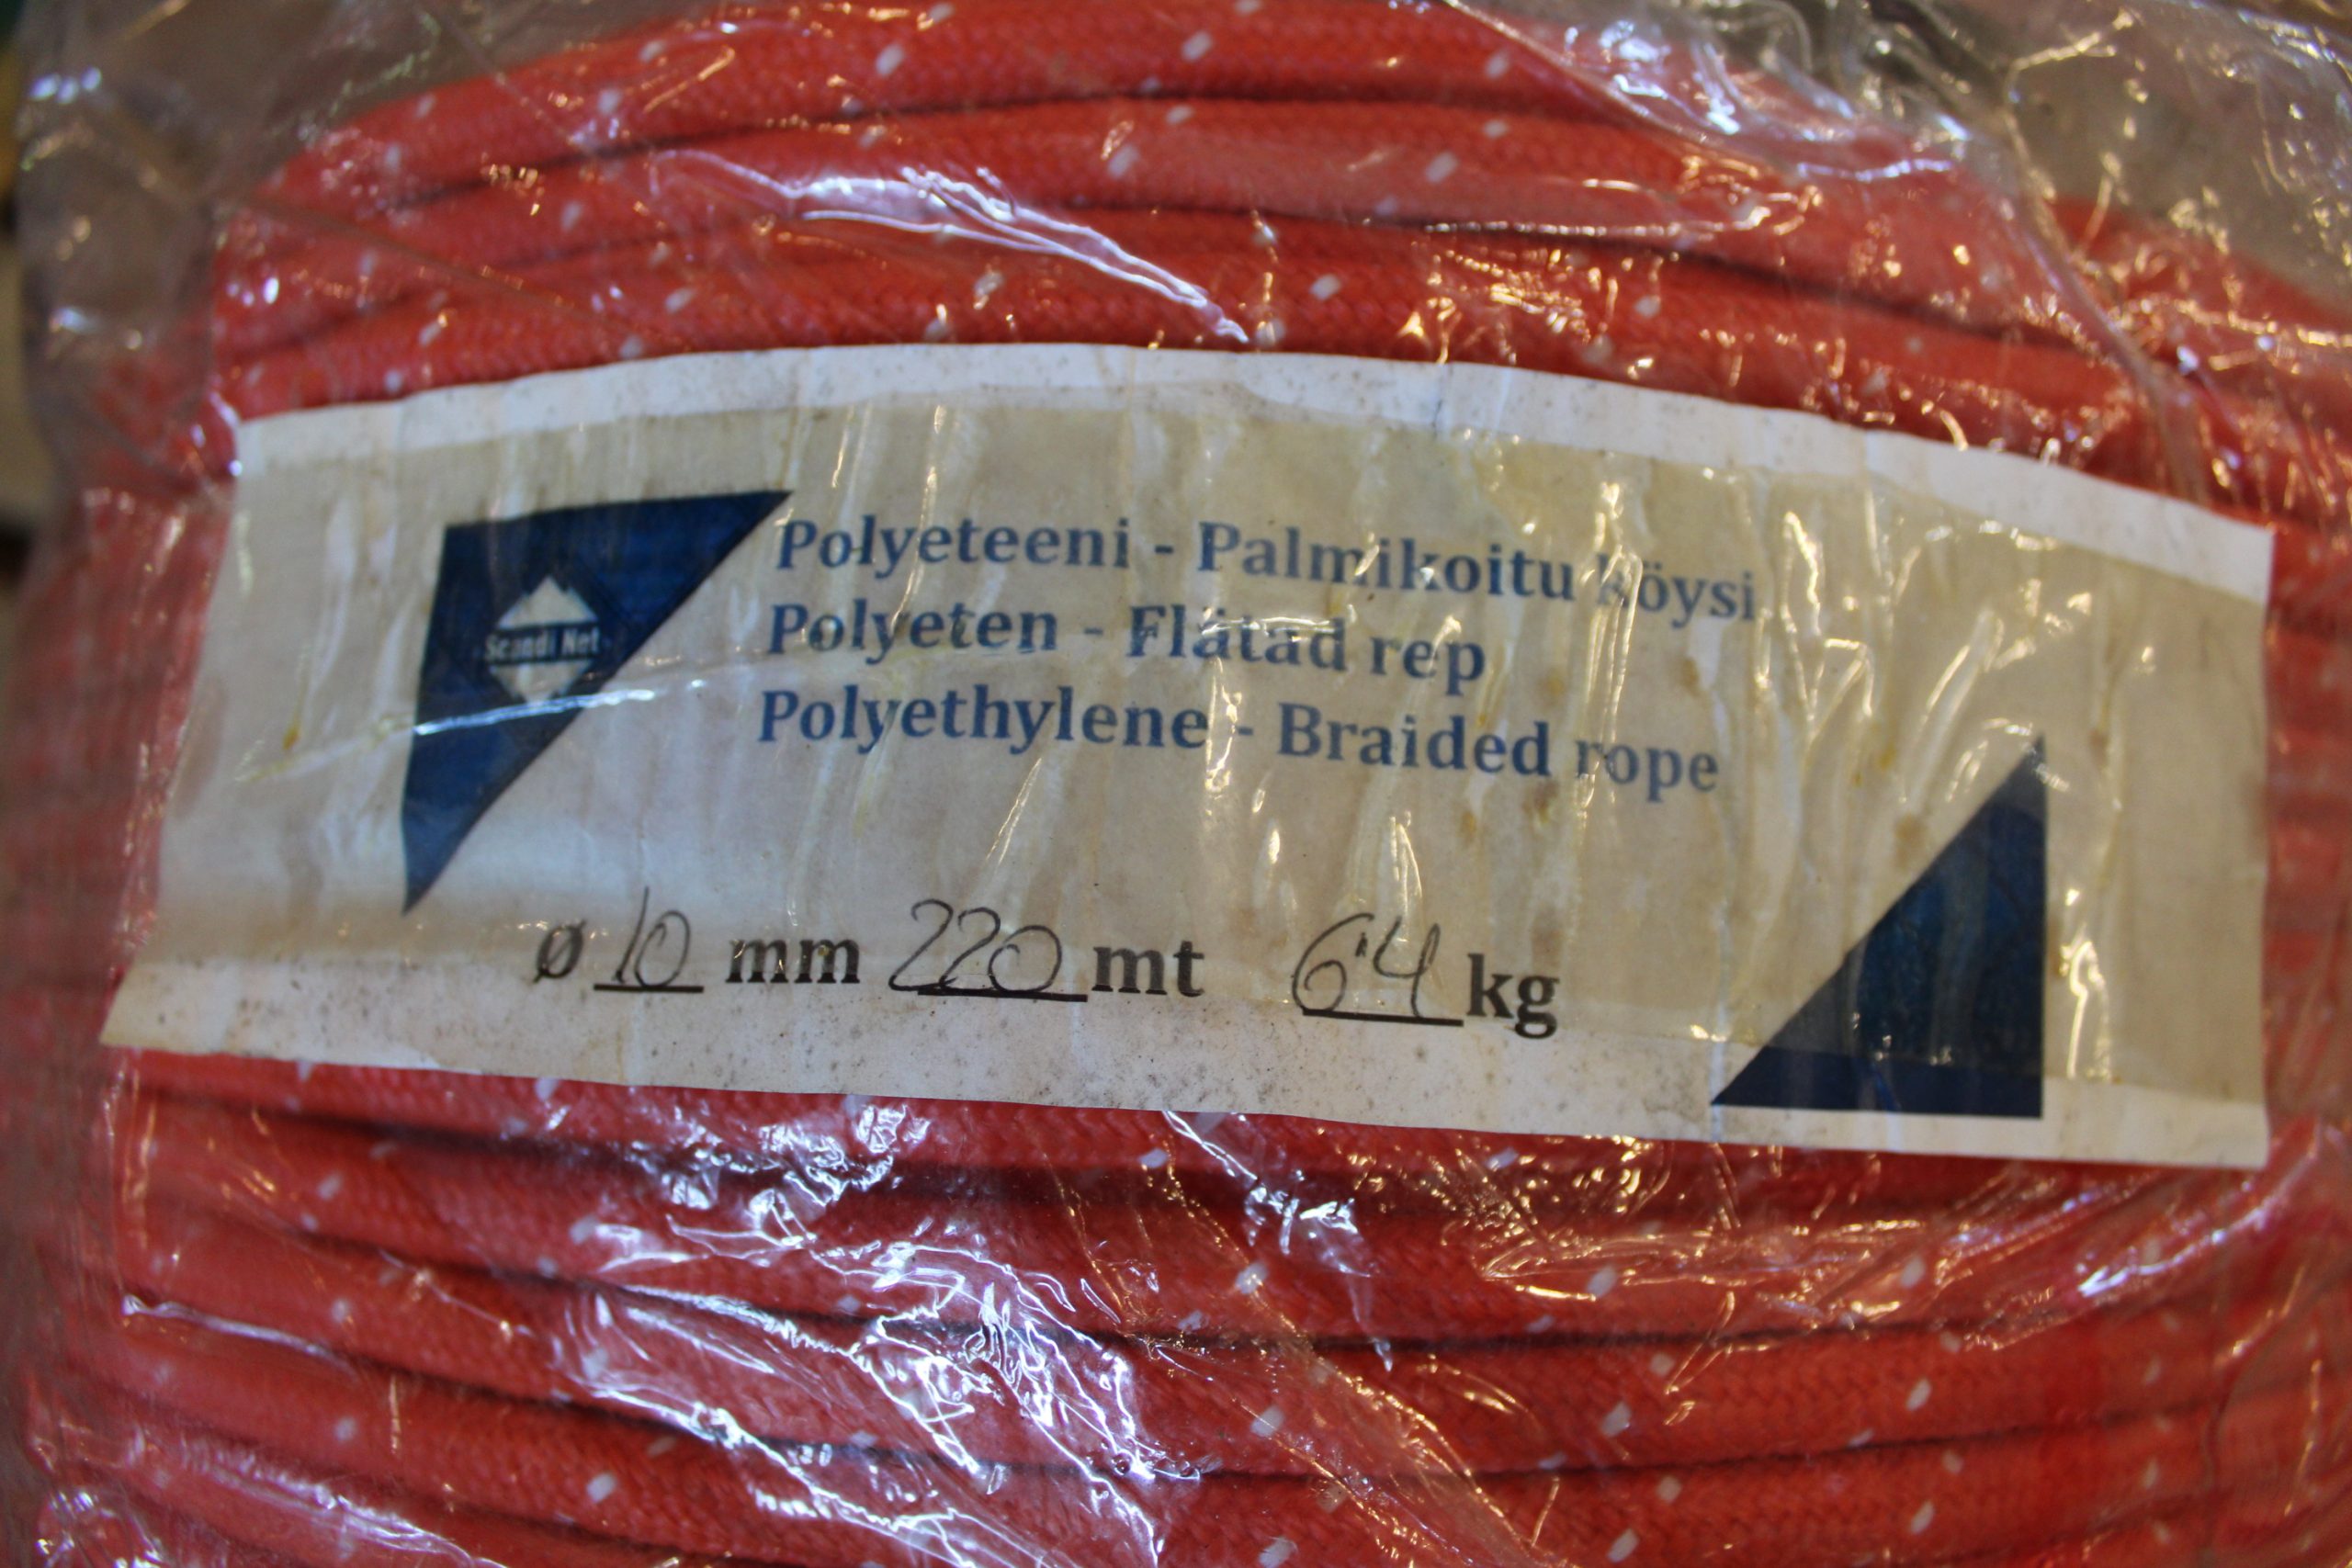 Scandi Net
Polyeteeni - Palmikoitu köysi
Polyeten - Flätad rep
Polyethylene - Braided rope
ø 10 mm 220 mt 6'4 kg